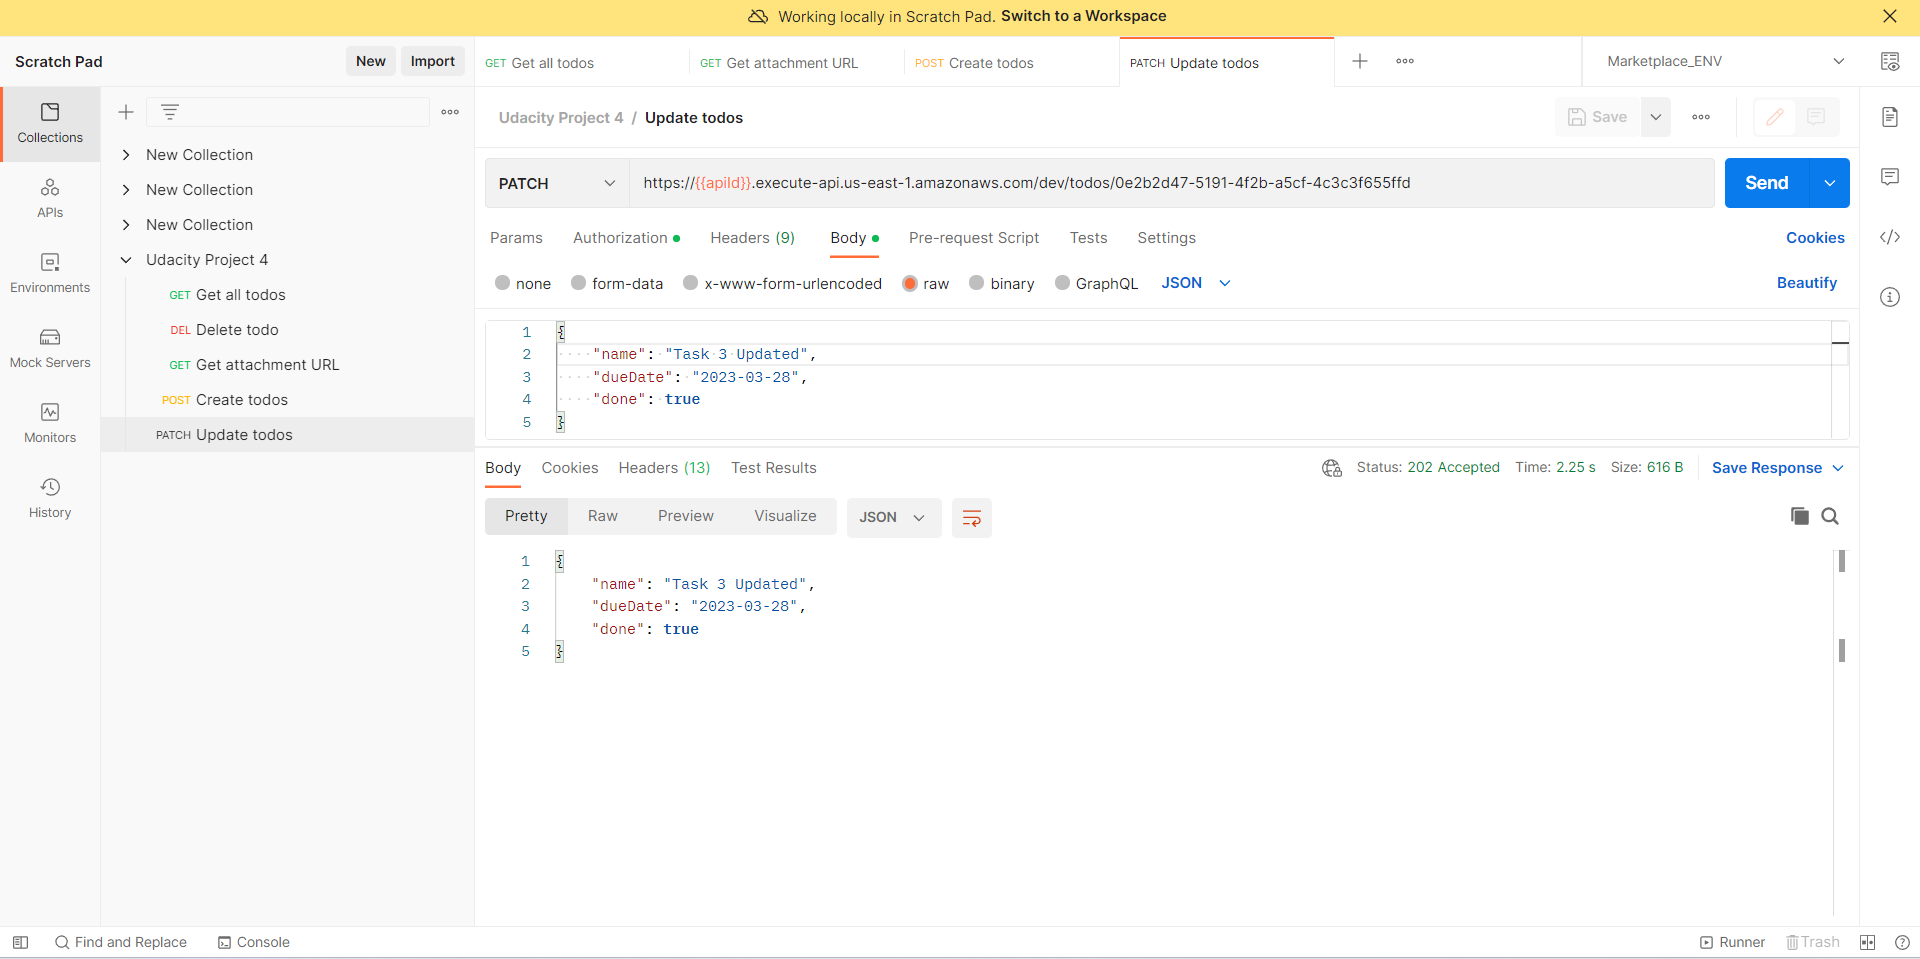 Working locally in Scratch Pad. Switch to a Workspace
Scratch Pad
New
Import
GET Get all todos
GET Get attachment URL
POST Create todos
PATCH Update todos
Marketplace_ENV
Collections
APIs
Environments
Mock Servers
Monitors
History
New Collection
New Collection
New Collection
Udacity Project 4
GET Get all todos
DEL Delete todo
GET Get attachment URL
POST Create todos
PATCH Update todos
Udacity Project 4 / Update todos
Save
PATCH
https://{{apiId}}.execute-api.us-east-1.amazonaws.com/dev/todos/0e2b2d47-5191-4f2b-a5cf-4c3c3f655ffd
Send
Params Authorization Headers (9) Body Pre-request Script Tests Settings
Cookies
none form-data x-www-form-urlencoded raw binary GraphQL JSON
Beautify
1 {
2 "name": "Task 3 Updated",
3 "dueDate": "2023-03-28",
4 "done": true
5 }
Body Cookies Headers (13) Test Results
Status: 202 Accepted Time: 2.25 s Size: 616 B Save Response
Pretty Raw Preview Visualize JSON
1 {
2 "name": "Task 3 Updated",
3 "dueDate": "2023-03-28",
4 "done": true
5 }
Find and Replace
Console
Runner
Trash